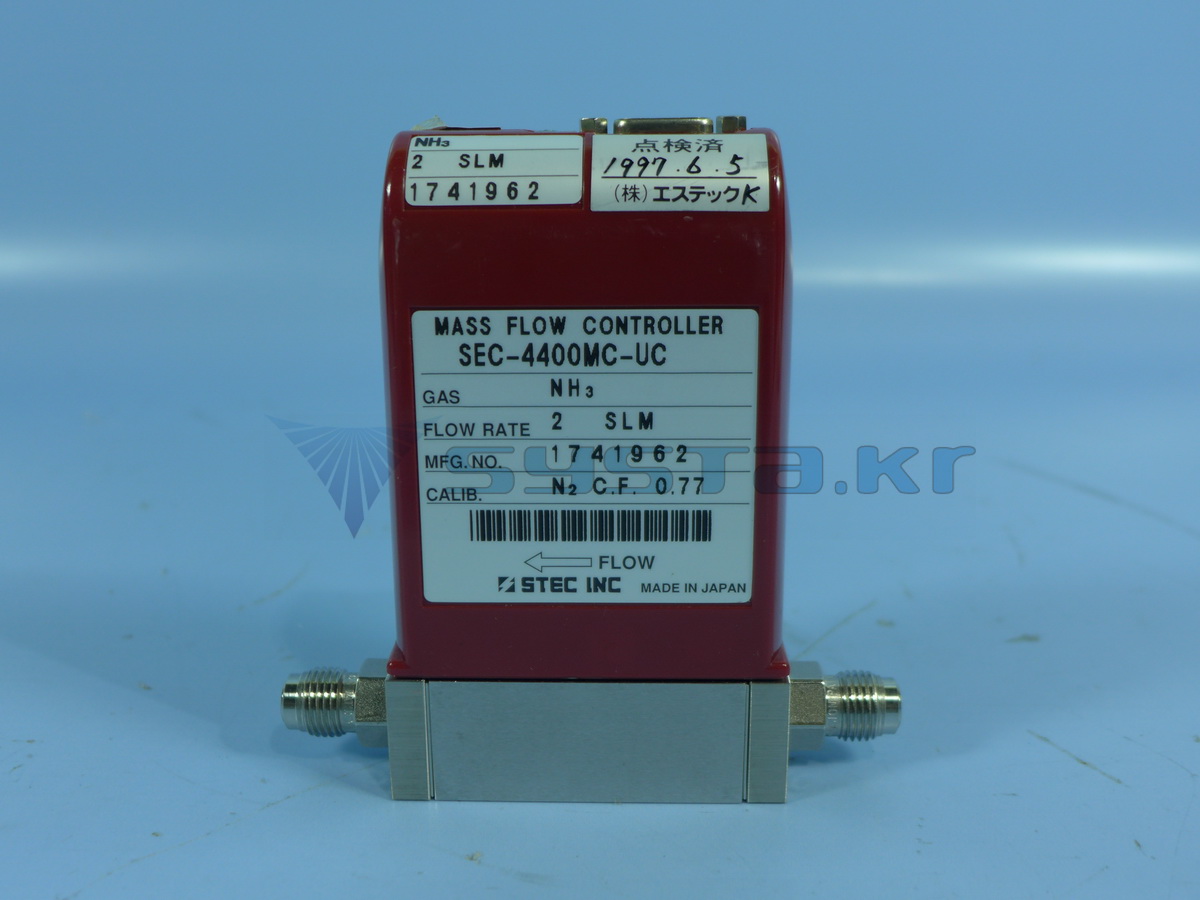 NH₃
2 SLM
1741962
点検済
1997.6.5
(株)エステック K
MASS FLOW CONTROLLER
SEC-4400MC-UC
GAS NH₃
FLOW RATE 2 SLM
MFG. NO. 1741962
CALIB. N₂ C.F. 0.77
FLOW
STEC INC MADE IN JAPAN
systa.kr